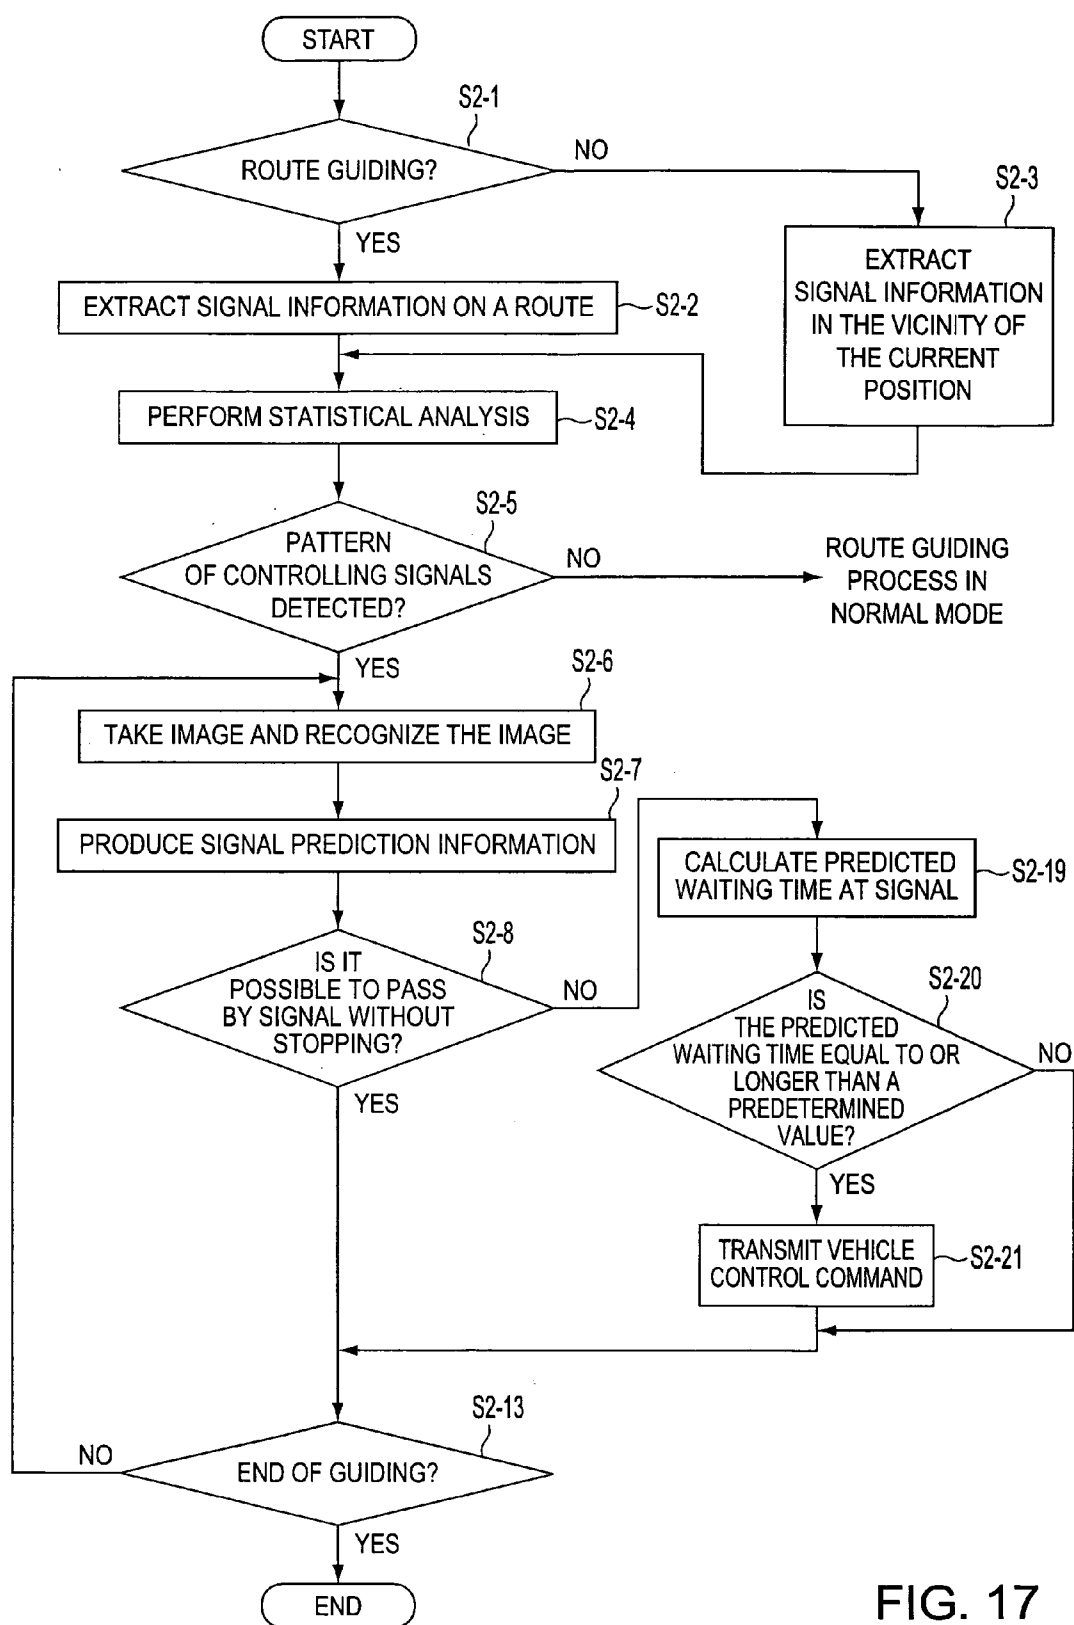 START
S2-1
ROUTE GUIDING?
NO
YES
S2-3
EXTRACT
SIGNAL INFORMATION
IN THE VICINITY OF
THE CURRENT
POSITION
EXTRACT SIGNAL INFORMATION ON A ROUTE
S2-2
PERFORM STATISTICAL ANALYSIS
S2-4
S2-5
PATTERN
OF CONTROLLING SIGNALS
DETECTED?
NO
YES
ROUTE GUIDING
PROCESS IN
NORMAL MODE
S2-6
TAKE IMAGE AND RECOGNIZE THE IMAGE
S2-7
PRODUCE SIGNAL PREDICTION INFORMATION
S2-8
IS IT
POSSIBLE TO PASS
BY SIGNAL WITHOUT
STOPPING?
NO
YES
CALCULATE PREDICTED
WAITING TIME AT SIGNAL
S2-19
S2-20
IS
THE PREDICTED
WAITING TIME EQUAL TO OR
LONGER THAN A
PREDETERMINED
VALUE?
NO
YES
TRANSMIT VEHICLE
CONTROL COMMAND
S2-21
S2-13
END OF GUIDING?
NO
YES
END
FIG. 17